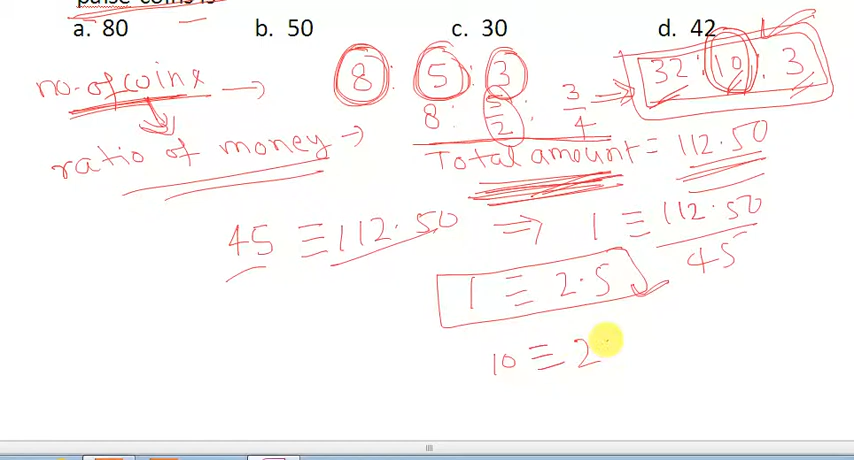 a. 80 b. 50 c. 30 d. 42
no. of coins → 8 : 5 : 3 32 : 10 : 3
ratio of money → 8 : 5/2 : 3/4 →
Total amount = 112.50
45 ≡ 112.50 ⇒ 1 ≡ 112.50/45
1 ≡ 2.5
10 ≡ 2